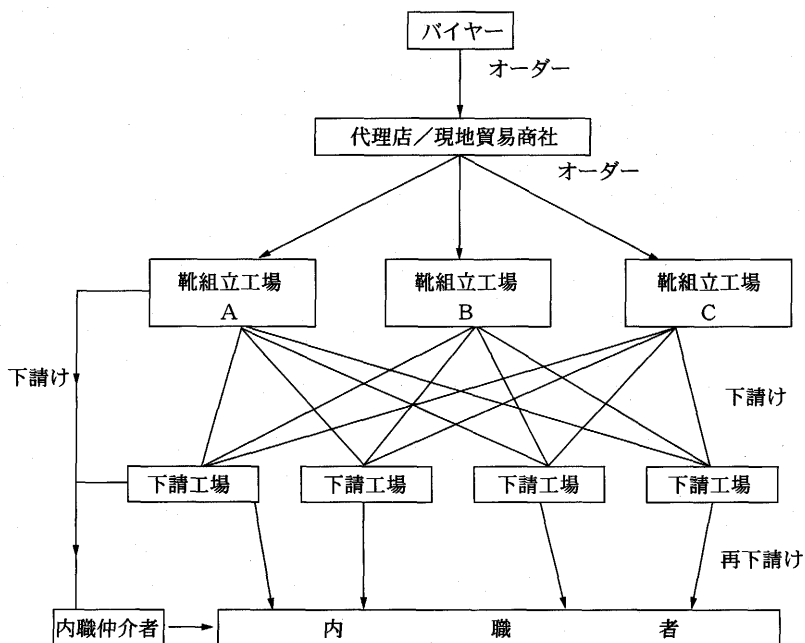 バイヤー
オーダー
代理店／現地貿易商社
オーダー
靴組立工場
A
靴組立工場
B
靴組立工場
C
下請け
下請け
下請工場
下請工場
下請工場
下請工場
再下請け
内職仲介者
内職者